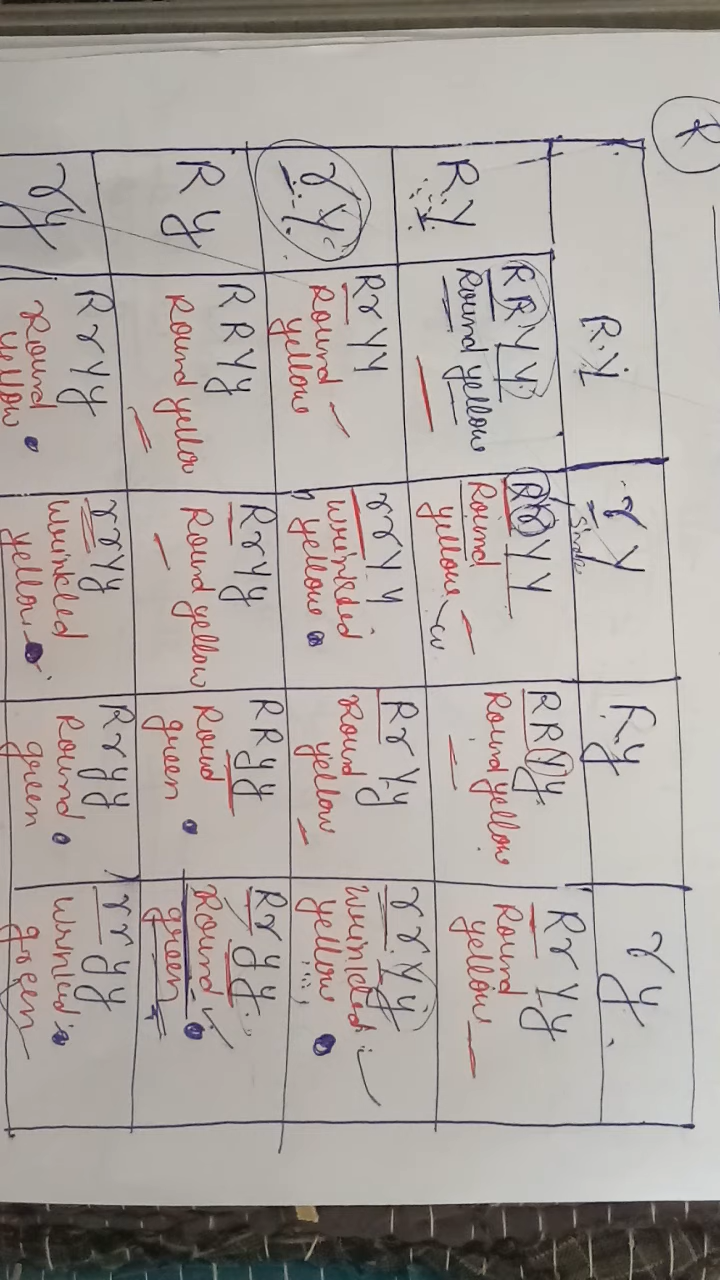 R
RY
rY
Ry
ry.
RY
RRYY
Round yellow
RrYY
Round
yellow
RRYy
Round yellow
RrYy
Round
yellow
rY
RrYY
Round –
yellow
rrYY
wrinkled
yellow
RrYy
Round
yellow
rrYy
wrinkled
yellow
Ry
RRYy
Round yellow
RrYy
Round yellow
RRyy
Round
green
Rryy
Round
green
ry
RrYy
Round
yellow
rrYy
wrinkled
yellow
Rryy
Round
green
rryy
wrinled
green